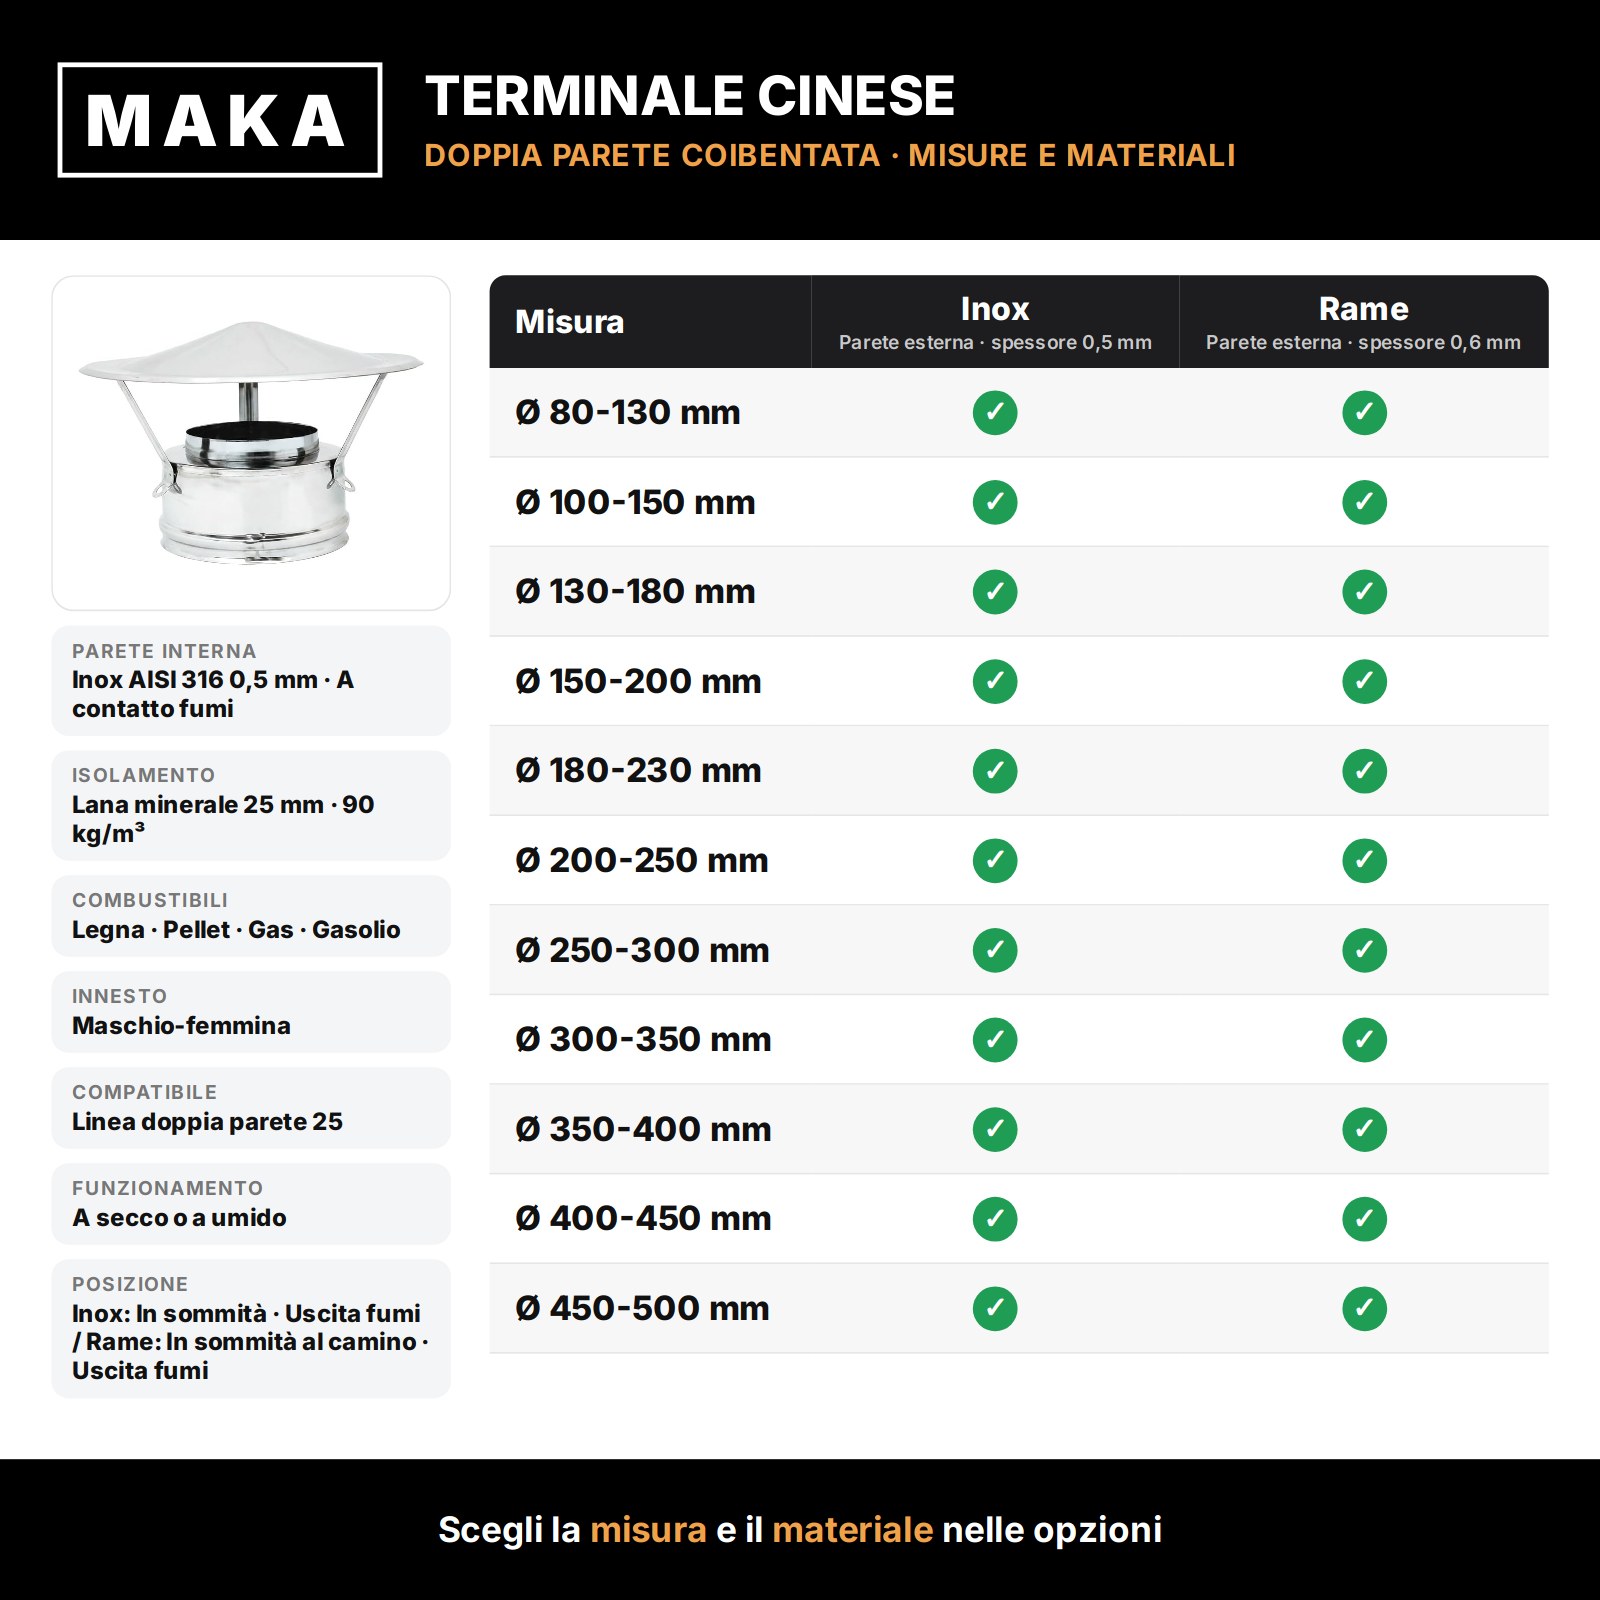 MAKA
TERMINALE CINESE
DOPPIA PARETE COIBENTATA · MISURE E MATERIALI
PARETE INTERNA
Inox AISI 316 0,5 mm · A
contatto fumi
ISOLAMENTO
Lana minerale 25 mm · 90
kg/m³
COMBUSTIBILI
Legna · Pellet · Gas · Gasolio
INNESTO
Maschio-femmina
COMPATIBILE
Linea doppia parete 25
FUNZIONAMENTO
A secco o a umido
POSIZIONE
Inox: In sommità · Uscita fumi
/ Rame: In sommità al camino ·
Uscita fumi
Misura
Inox
Parete esterna · spessore 0,5 mm
Rame
Parete esterna · spessore 0,6 mm
Ø 80-130 mm ✓ ✓
Ø 100-150 mm ✓ ✓
Ø 130-180 mm ✓ ✓
Ø 150-200 mm ✓ ✓
Ø 180-230 mm ✓ ✓
Ø 200-250 mm ✓ ✓
Ø 250-300 mm ✓ ✓
Ø 300-350 mm ✓ ✓
Ø 350-400 mm ✓ ✓
Ø 400-450 mm ✓ ✓
Ø 450-500 mm ✓ ✓
Scegli la misura e il materiale nelle opzioni